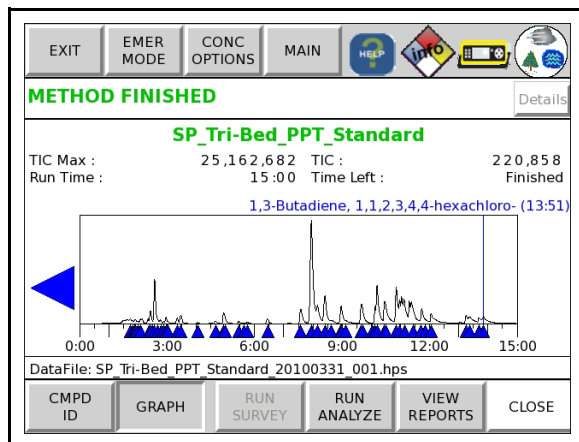 EXIT
EMER MODE
CONC OPTIONS
MAIN
HELP
info
METHOD FINISHED
Details
SP_Tri-Bed_PPT_Standard
TIC Max : 25,162,682 TIC : 220,858
Run Time : 15:00 Time Left : Finished
1,3-Butadiene, 1,1,2,3,4,4-hexachloro- (13:51)
0:00 3:00 6:00 9:00 12:00 15:00
DataFile: SP_Tri-Bed_PPT_Standard_20100331_001.hps
CMPD ID
GRAPH
RUN SURVEY
RUN ANALYZE
VIEW REPORTS
CLOSE